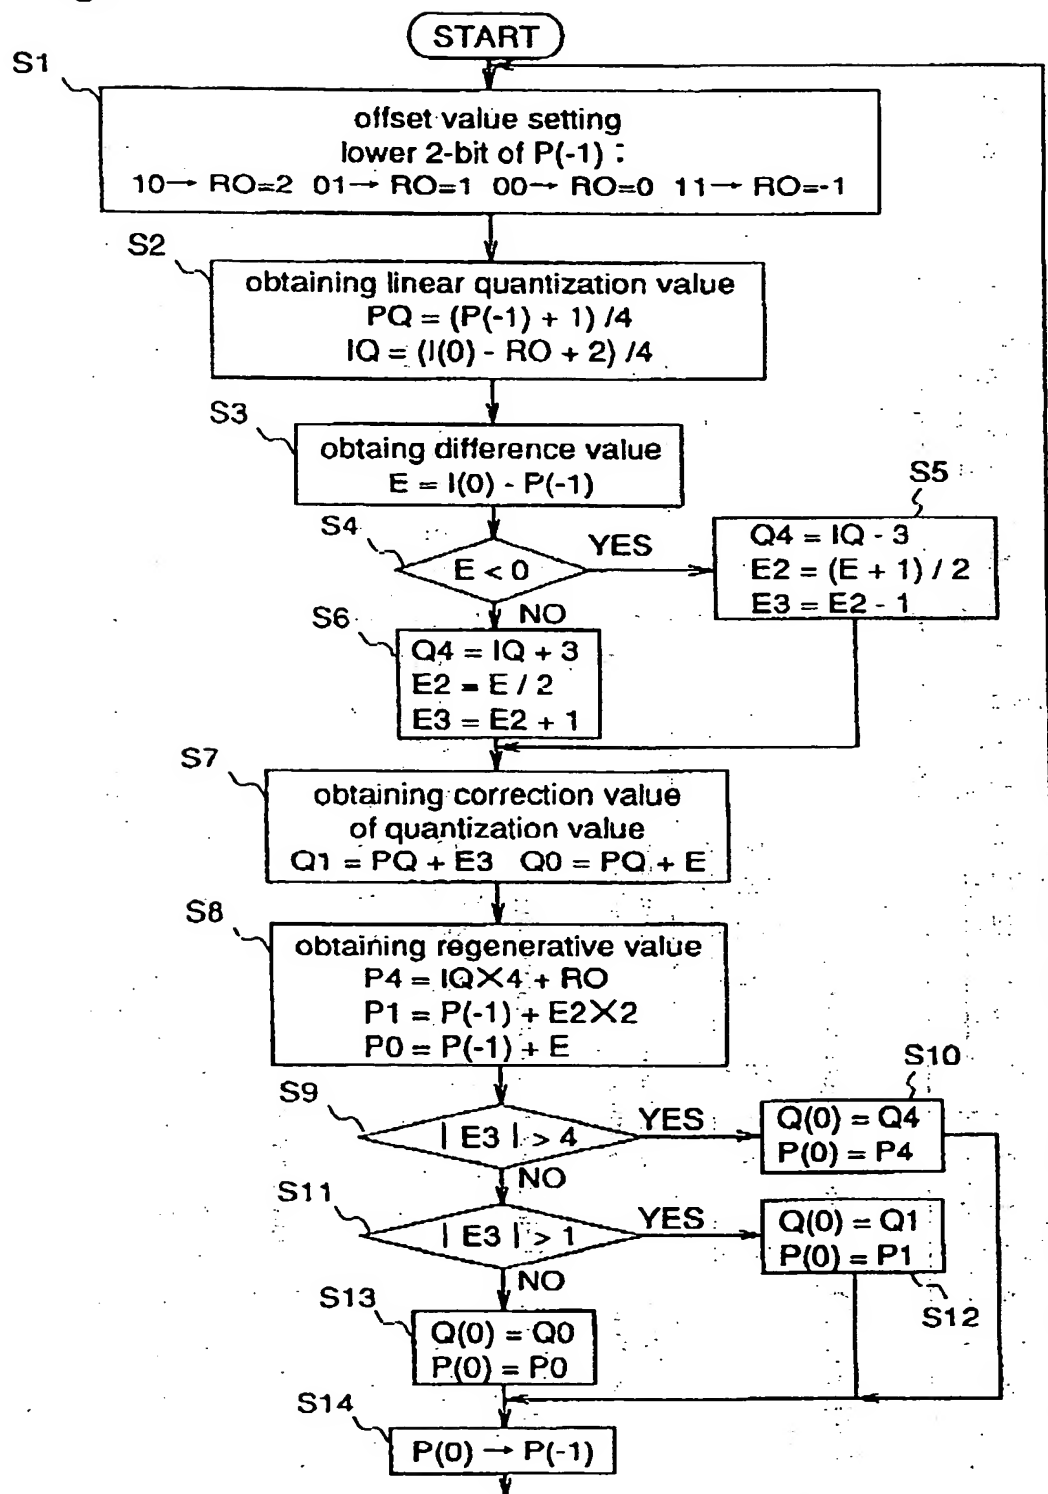 START
S1
offset value setting
lower 2-bit of P(-1) :
10→ RO=2 01→ RO=1 00→ RO=0 11→ RO=-1
S2
obtaining linear quantization value
PQ = (P(-1) + 1) /4
IQ = (I(0) - RO + 2) /4
S3
obtaing difference value
E = I(0) - P(-1)
S4
E < 0
YES
NO
S5
Q4 = IQ - 3
E2 = (E + 1) / 2
E3 = E2 - 1
S6
Q4 = IQ + 3
E2 = E / 2
E3 = E2 + 1
S7
obtaining correction value
of quantization value
Q1 = PQ + E3 Q0 = PQ + E
S8
obtaining regenerative value
P4 = IQ×4 + RO
P1 = P(-1) + E2×2
P0 = P(-1) + E
S9
| E3 | > 4
YES
NO
S10
Q(0) = Q4
P(0) = P4
S11
| E3 | > 1
YES
NO
Q(0) = Q1
P(0) = P1
S12
S13
Q(0) = Q0
P(0) = P0
S14
P(0) → P(-1)